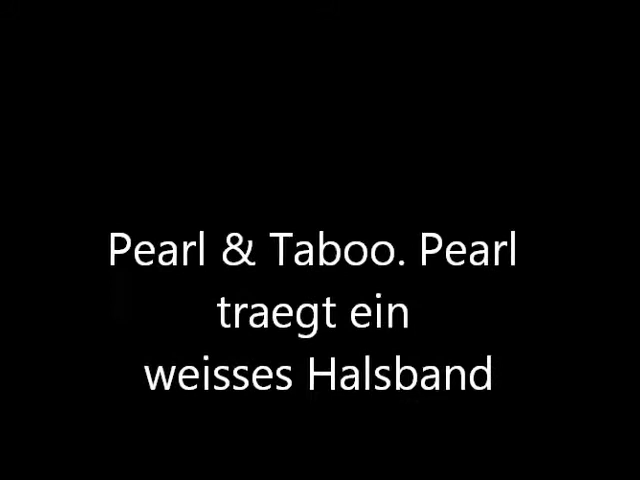 Pearl & Taboo. Pearl
traegt ein
weisses Halsband